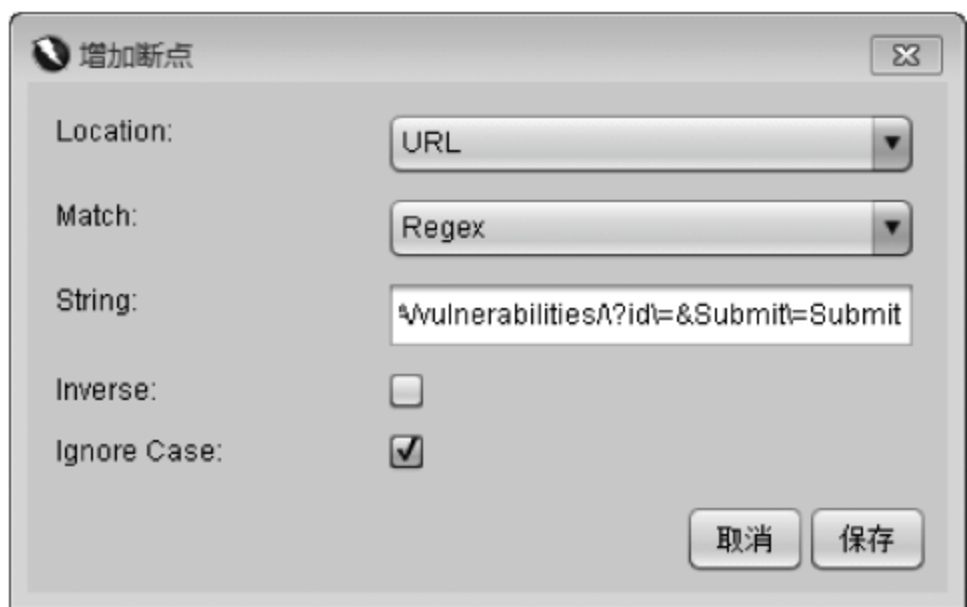 增加断点
Location:
URL
Match:
Regex
String:
\/vulnerabilities/\?id\=&Submit\=Submit
Inverse:
Ignore Case:
取消
保存